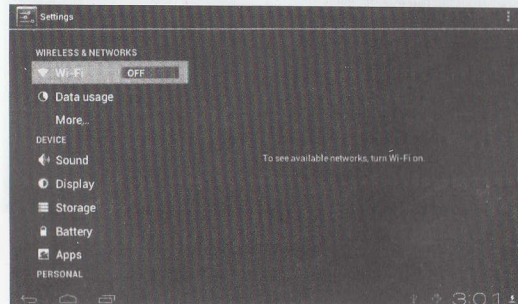 Settings
WIRELESS & NETWORKS
Wi-Fi OFF
Data usage
More...
DEVICE
Sound
To see available networks, turn Wi-Fi on.
Display
Storage
Battery
Apps
PERSONAL
3:01